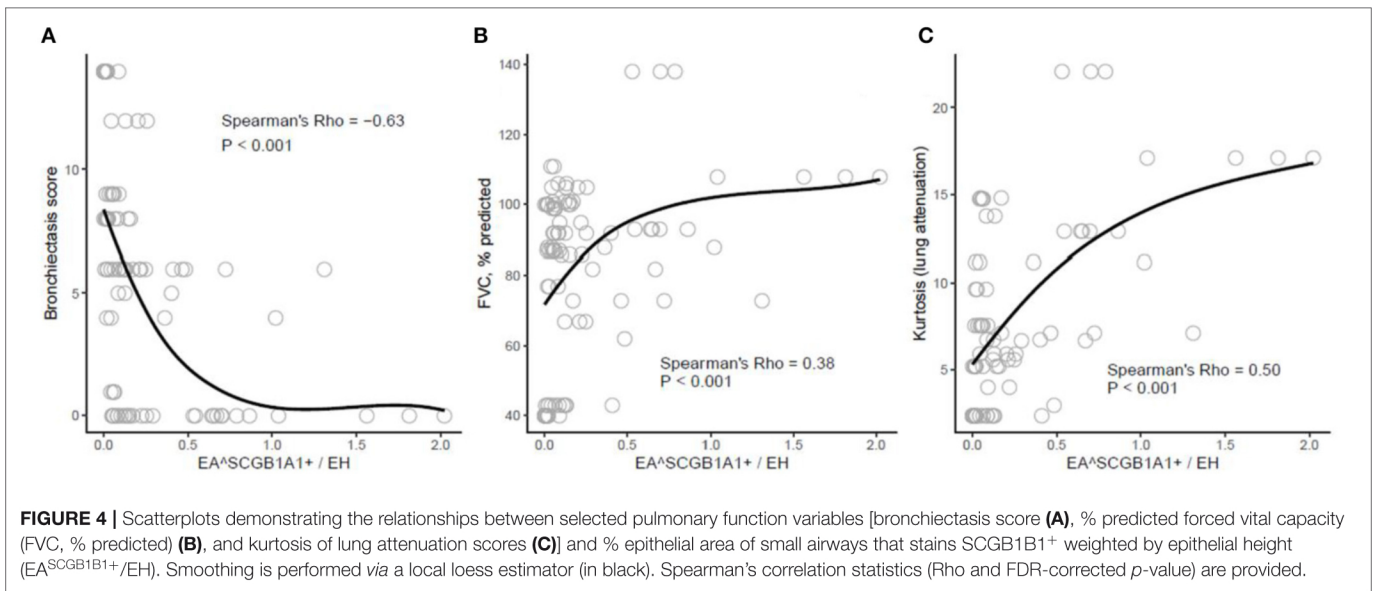 A
B
C
10
5
0
Bronchiectasis score
Spearman's Rho = −0.63
P < 0.001
0.0 0.5 1.0 1.5 2.0
EA^SCGB1A1+ / EH
140
120
100
80
60
40
FVC, % predicted
Spearman's Rho = 0.38
P < 0.001
0.0 0.5 1.0 1.5 2.0
EA^SCGB1A1+ / EH
20
15
10
5
Kurtosis (lung attenuation)
Spearman's Rho = 0.50
P < 0.001
0.0 0.5 1.0 1.5 2.0
EA^SCGB1A1+ / EH
FIGURE 4 | Scatterplots demonstrating the relationships between selected pulmonary function variables [bronchiectasis score (A), % predicted forced vital capacity
(FVC, % predicted) (B), and kurtosis of lung attenuation scores (C)] and % epithelial area of small airways that stains SCGB1B1⁺ weighted by epithelial height
(EA^SCGB1B1+/EH). Smoothing is performed via a local loess estimator (in black). Spearman's correlation statistics (Rho and FDR-corrected p-value) are provided.